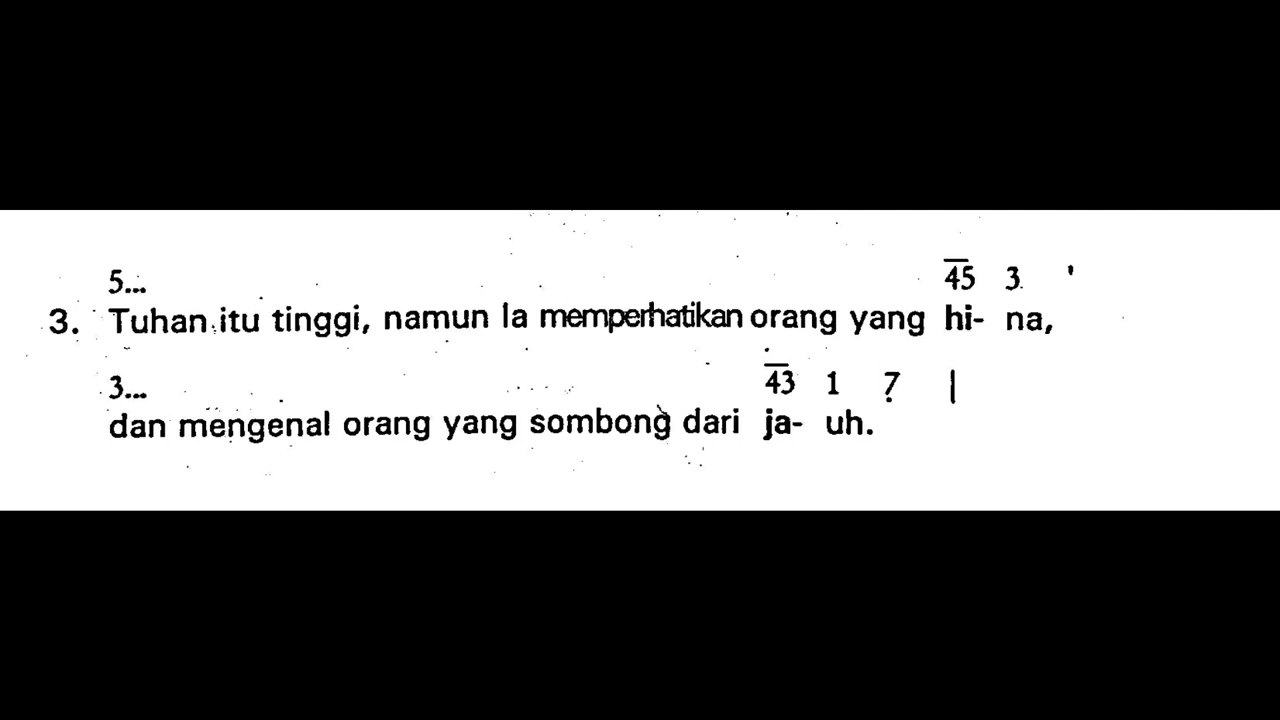 5... 45 3 '
3. Tuhan itu tinggi, namun Ia memperhatikan orang yang hi- na,
3... 43 1 7̣ |
dan mengenal orang yang sombong dari ja- uh.